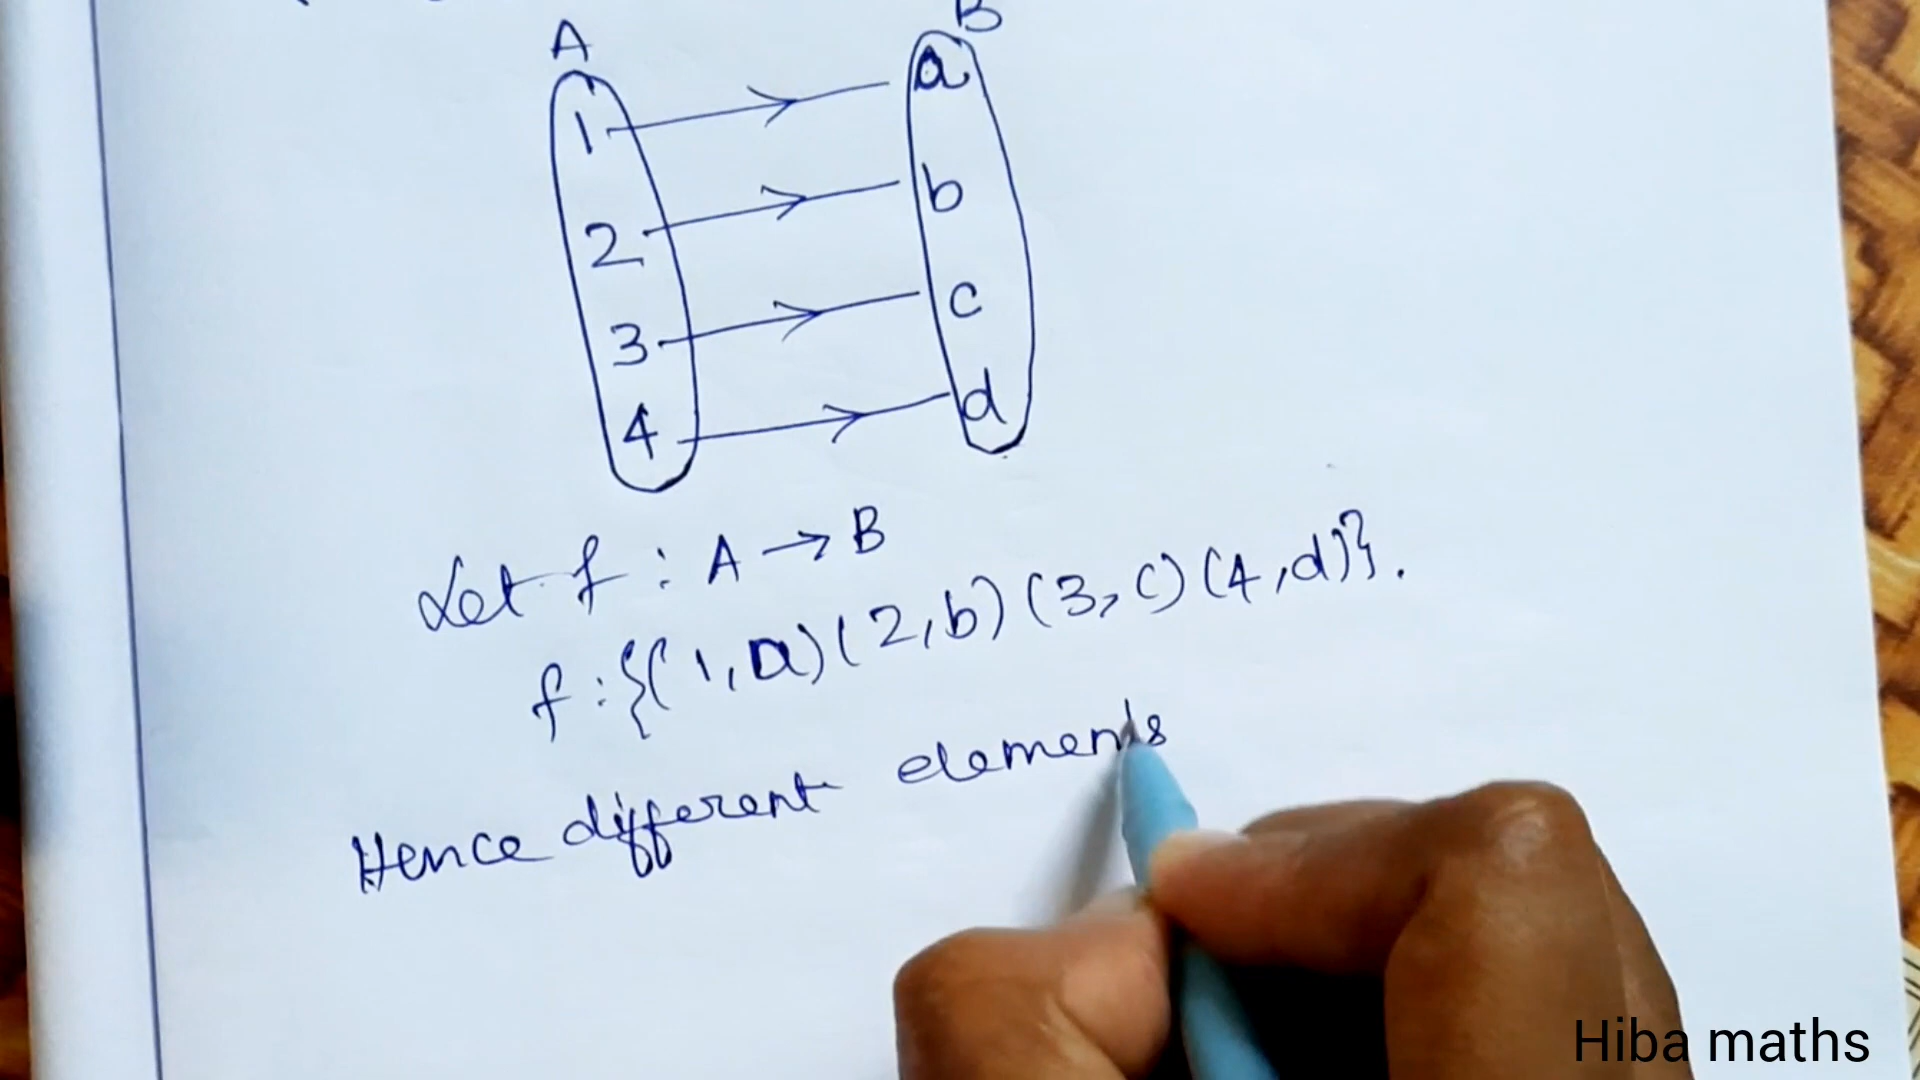 A B
1 a
2 b
3 c
4 d
Let f : A → B
f : {(1,a)(2,b)(3,c)(4,d)}.
Hence different elements
Hiba maths